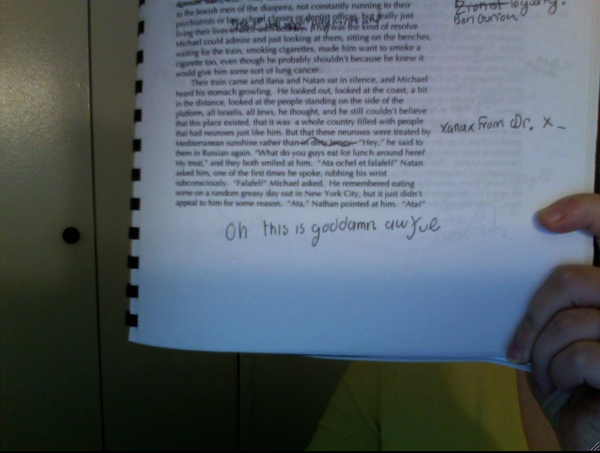 Zionist loyalty.
Ben Gurion.
as the Jewish men of the diaspora, not constantly running to their
psychiatrists or law school classes or dentist offices, but really just
living their lives
Michael could admire and just looking at them, sitting on the benches,
waiting for the train, smoking cigarettes, made him want to smoke a
cigarette too, even though he probably shouldn't because he knew it
would give him some sort of lung cancer.
Their train came and Ilana and Natan sat in silence, and Michael
heard his stomach growling. He looked out, looked at the coast, a bit
in the distance, looked at the people standing on the side of the
platform, all Israelis, all Jews, he thought, and he still couldn't believe
that this place existed, that it was a whole country filled with people
that had neuroses just like him. But that these neuroses were treated by
Mediterranean sunshine rather than "Hey," he said to
them in Russian again. "What do you guys eat for lunch around here?
My treat," and they both smiled at him. "Ata ochel et falafel?" Natan
asked him, one of the first times he spoke, rubbing his wrist
subconsciously. "Falafel?" Michael asked. He remembered eating
some on a random greasy day out in New York City, but it just didn't
appeal to him for some reason. "Ata," Nathan pointed at him. "Ata!"
xanax from Dr. X_
Oh this is goddamn awful